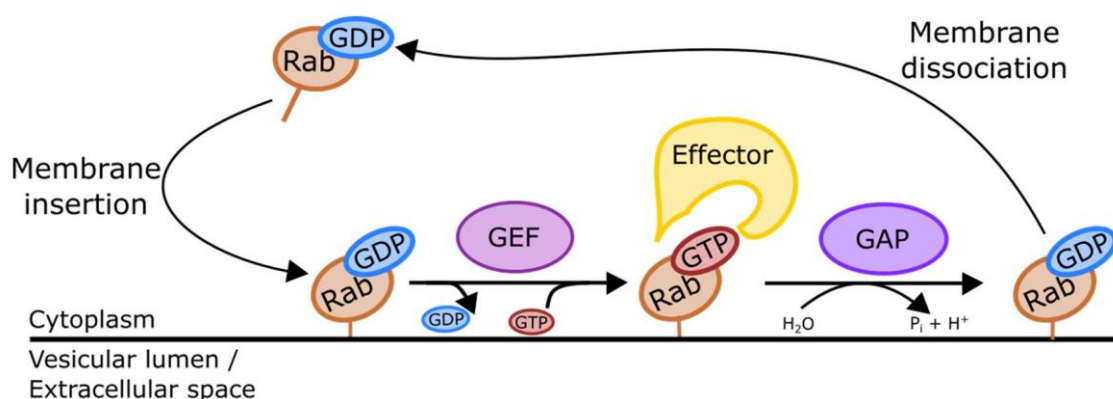 GDP
Rab
Membrane
dissociation
Membrane
insertion
Effector
GDP
Rab
GEF
GTP
Rab
GAP
GDP
Rab
GDP
GTP
H₂O
Pᵢ + H⁺
Cytoplasm
Vesicular lumen /
Extracellular space